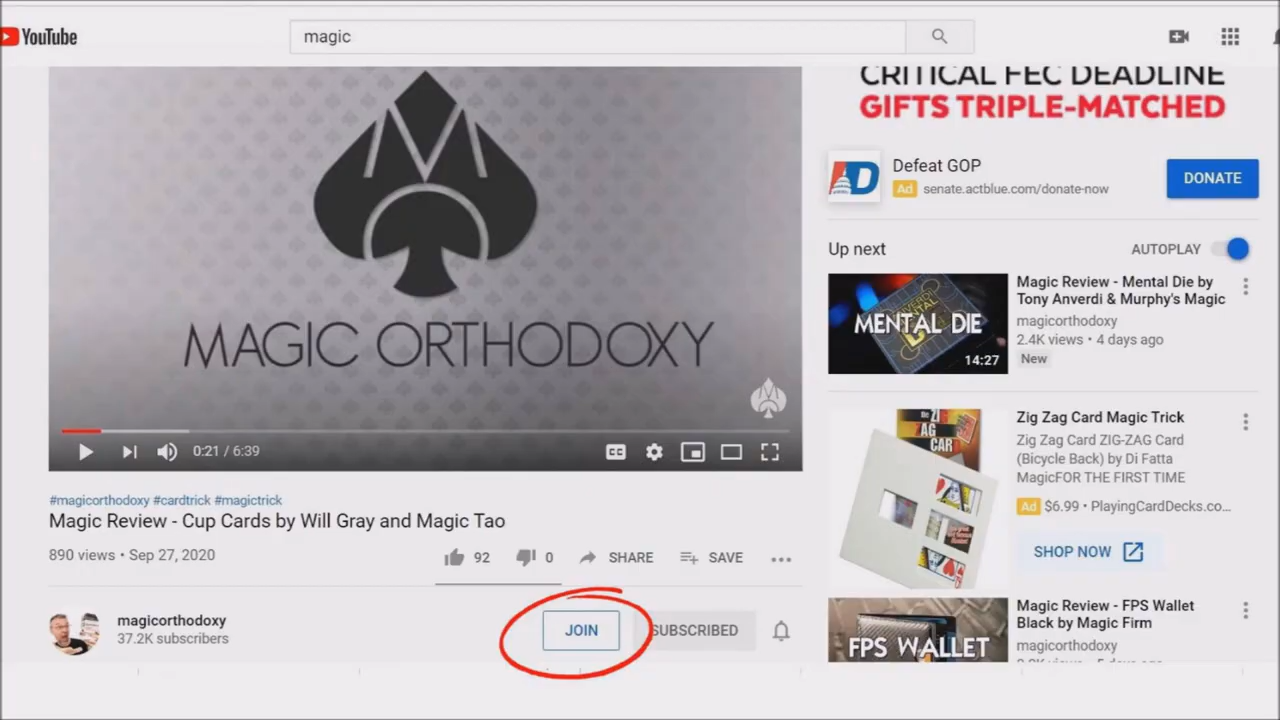 YouTube
magic
MAGIC ORTHODOXY
0:21 / 6:39
CC
#magicorthodoxy #cardtrick #magictrick
Magic Review - Cup Cards by Will Gray and Magic Tao
890 views • Sep 27, 2020
92
0
SHARE
SAVE
magicorthodoxy
37.2K subscribers
JOIN
SUBSCRIBED
CRITICAL FEC DEADLINE
GIFTS TRIPLE-MATCHED
D
Defeat GOP
Ad senate.actblue.com/donate-now
DONATE
Up next
AUTOPLAY
MENTAL DIE
14:27
Magic Review - Mental Die by
Tony Anverdi & Murphy's Magic
magicorthodoxy
2.4K views • 4 days ago
New
ZIG
ZAG
CARD
Zig Zag Card Magic Trick
Zig Zag Card ZIG-ZAG Card
(Bicycle Back) by Di Fatta
MagicFOR THE FIRST TIME
Ad $6.99 • PlayingCardDecks.co...
SHOP NOW
FPS WALLET
Magic Review - FPS Wallet
Black by Magic Firm
magicorthodoxy